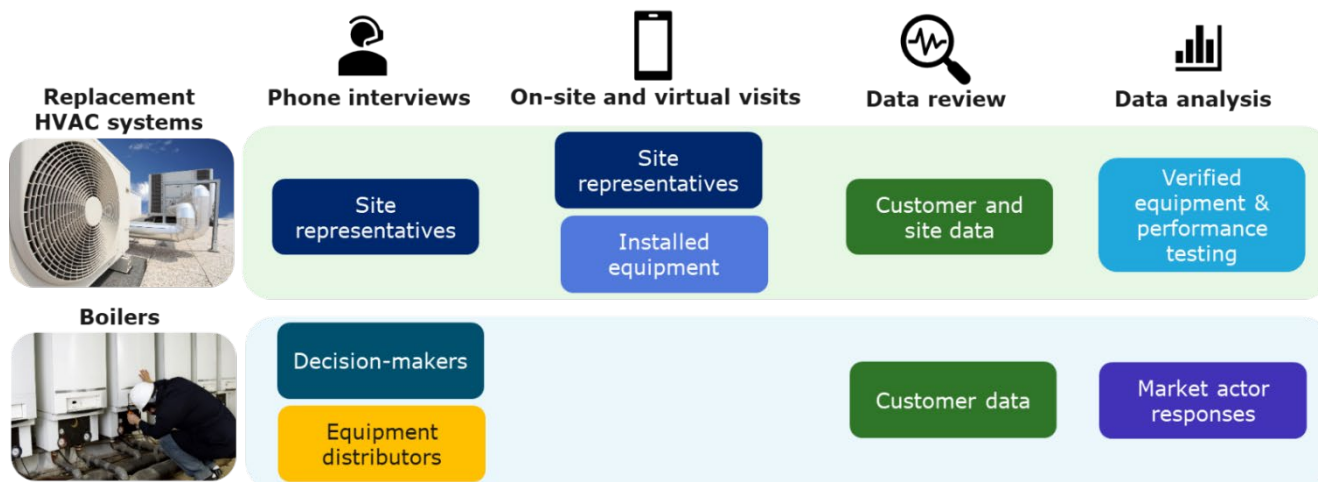 Phone interviews
On-site and virtual visits
Data review
Data analysis
Replacement
HVAC systems
Site
representatives
Site
representatives
Installed
equipment
Customer and
site data
Verified
equipment &
performance
testing
Boilers
Decision-makers
Equipment
distributors
Customer data
Market actor
responses